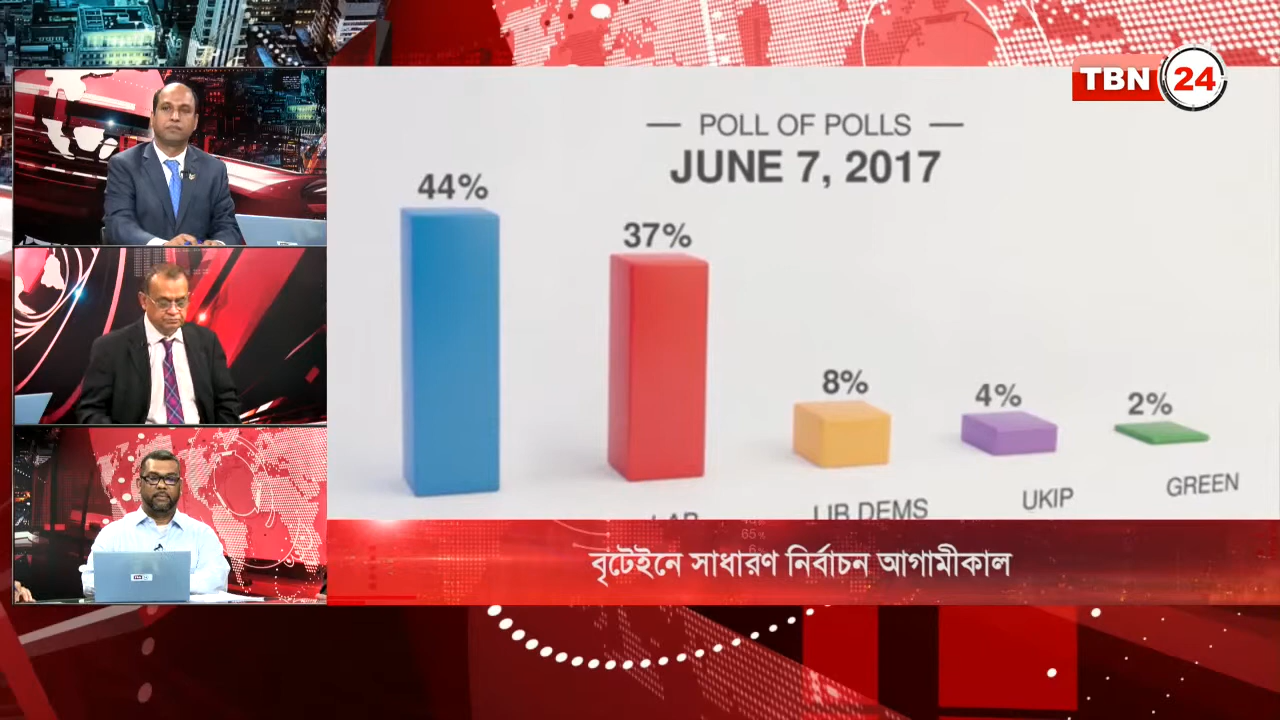 TBN 24
POLL OF POLLS
JUNE 7, 2017
44%
37%
8%
4%
2%
LAB
LIB DEMS
UKIP
GREEN
বৃটেইনে সাধারণ নির্বাচন আগামীকাল